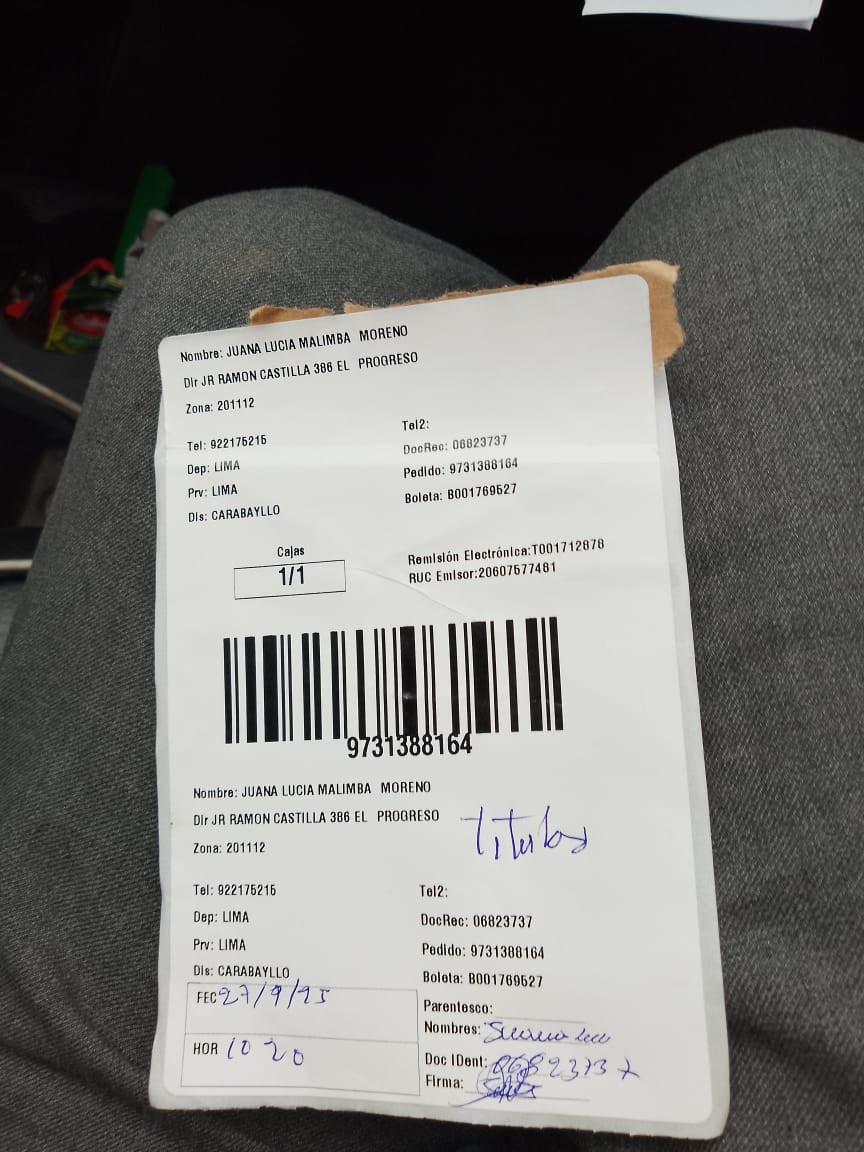 Nombre: JUANA LUCIA MALIMBA MORENO
Dir JR RAMON CASTILLA 386 EL PROGRESO
Zona: 201112
Tel: 922175215
Tel2:
Dep: LIMA
DocRec: 06823737
Prv: LIMA
Pedido: 9731388164
Dis: CARABAYLLO
Boleta: B001769527
Cajas
1/1
Remisión Electrónica:T001712878
RUC Emisor:20607577481
9731388164
Nombre: JUANA LUCIA MALIMBA MORENO
Dir JR RAMON CASTILLA 386 EL PROGRESO
Zona: 201112
titular
Tel: 922175215
Tel2:
Dep: LIMA
DocRec: 06823737
Prv: LIMA
Pedido: 9731388164
Dis: CARABAYLLO
Boleta: B001769527
FEC 27/9/25
Parentesco:
Nombres:
HOR 10 20
Doc IDent: 06823737
Firma: